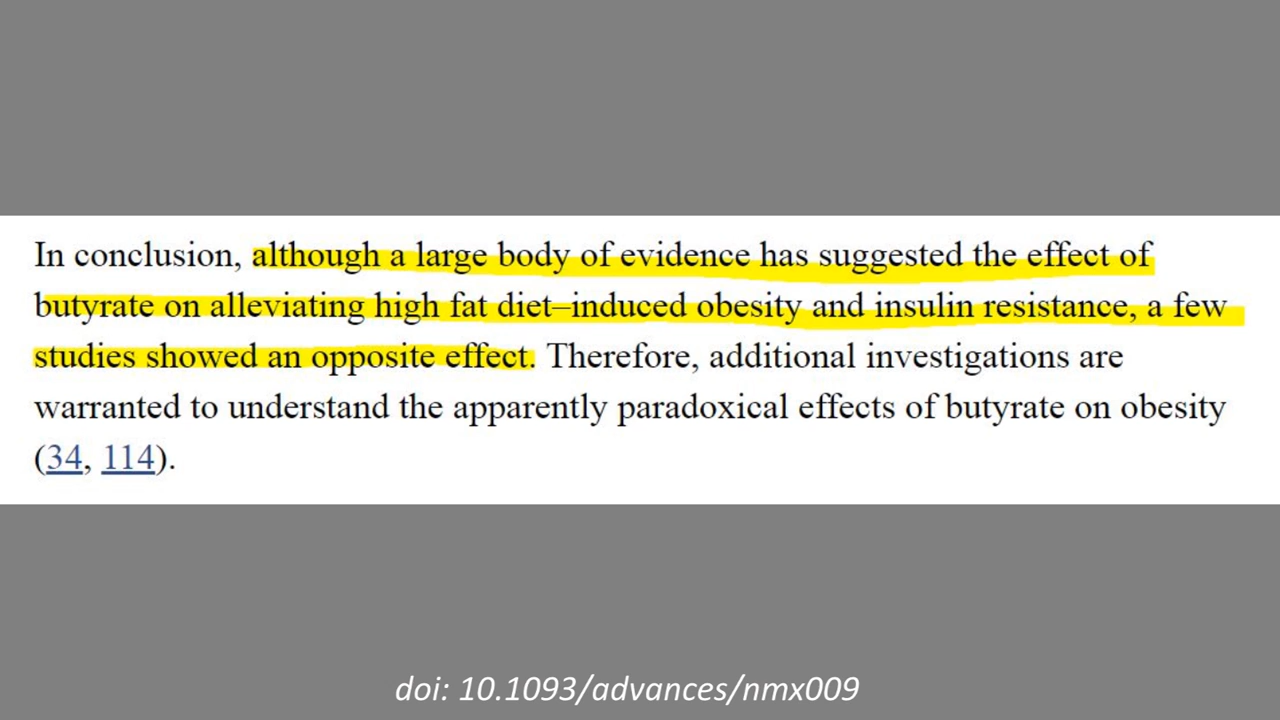 In conclusion, although a large body of evidence has suggested the effect of
butyrate on alleviating high fat diet–induced obesity and insulin resistance, a few
studies showed an opposite effect. Therefore, additional investigations are
warranted to understand the apparently paradoxical effects of butyrate on obesity
(34, 114).
doi: 10.1093/advances/nmx009